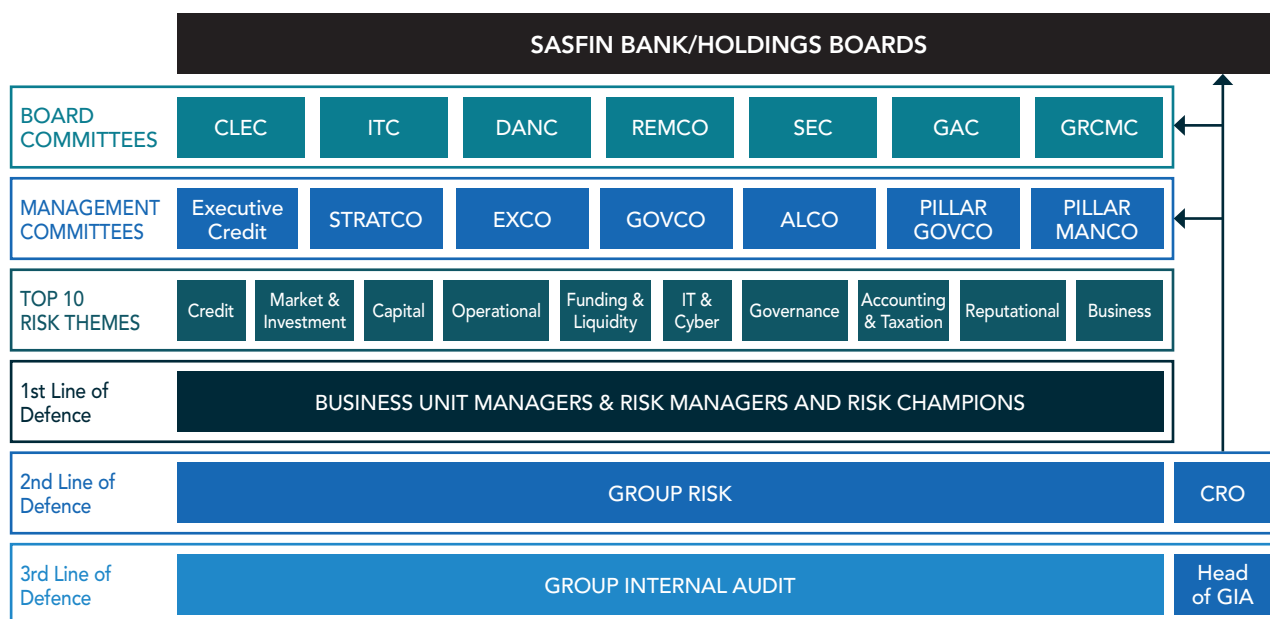 SASFIN BANK/HOLDINGS BOARDS
BOARD
COMMITTEES
CLEC
ITC
DANC
REMCO
SEC
GAC
GRCMC
MANAGEMENT
COMMITTEES
Executive
Credit
STRATCO
EXCO
GOVCO
ALCO
PILLAR
GOVCO
PILLAR
MANCO
TOP 10
RISK THEMES
Credit
Market &
Investment
Capital
Operational
Funding &
Liquidity
IT &
Cyber
Governance
Accounting
& Taxation
Reputational
Business
1st Line of
Defence
BUSINESS UNIT MANAGERS & RISK MANAGERS AND RISK CHAMPIONS
2nd Line of
Defence
GROUP RISK
CRO
3rd Line of
Defence
GROUP INTERNAL AUDIT
Head
of GIA